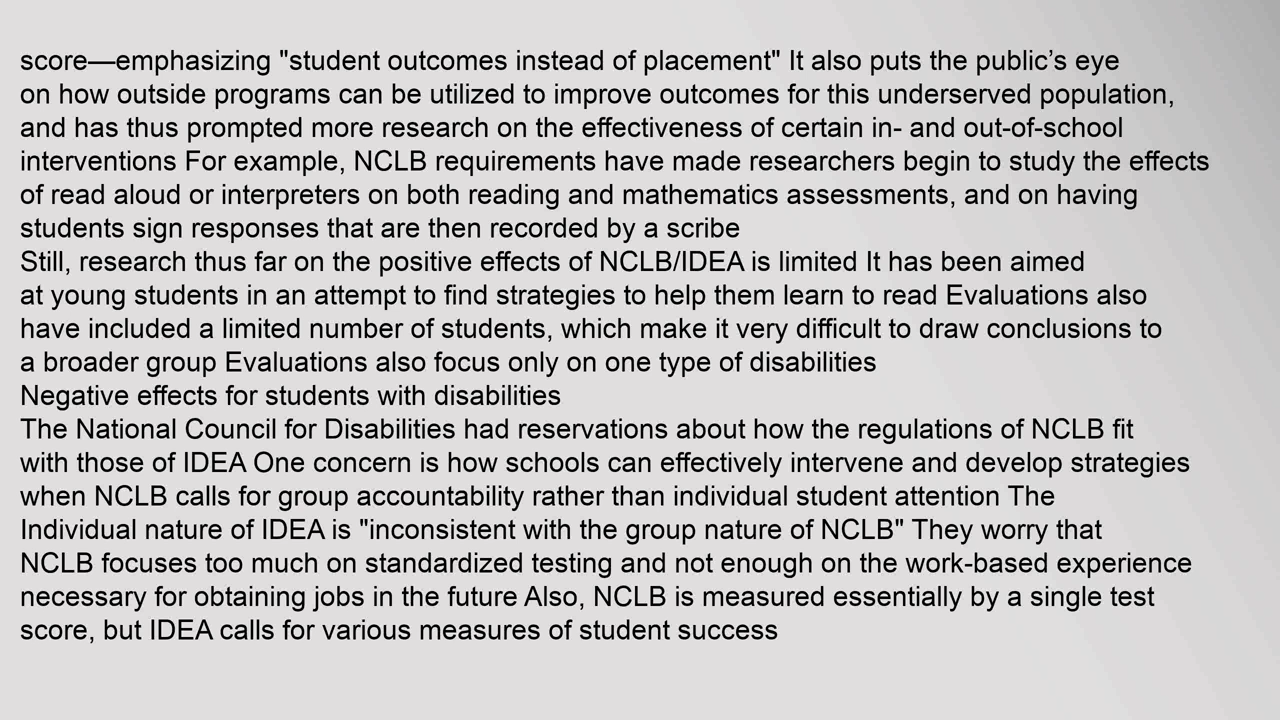 score—emphasizing "student outcomes instead of placement" It also puts the public’s eye
on how outside programs can be utilized to improve outcomes for this underserved population,
and has thus prompted more research on the effectiveness of certain in- and out-of-school
interventions For example, NCLB requirements have made researchers begin to study the effects
of read aloud or interpreters on both reading and mathematics assessments, and on having
students sign responses that are then recorded by a scribe
Still, research thus far on the positive effects of NCLB/IDEA is limited It has been aimed
at young students in an attempt to find strategies to help them learn to read Evaluations also
have included a limited number of students, which make it very difficult to draw conclusions to
a broader group Evaluations also focus only on one type of disabilities
Negative effects for students with disabilities
The National Council for Disabilities had reservations about how the regulations of NCLB fit
with those of IDEA One concern is how schools can effectively intervene and develop strategies
when NCLB calls for group accountability rather than individual student attention The
Individual nature of IDEA is "inconsistent with the group nature of NCLB" They worry that
NCLB focuses too much on standardized testing and not enough on the work-based experience
necessary for obtaining jobs in the future Also, NCLB is measured essentially by a single test
score, but IDEA calls for various measures of student success